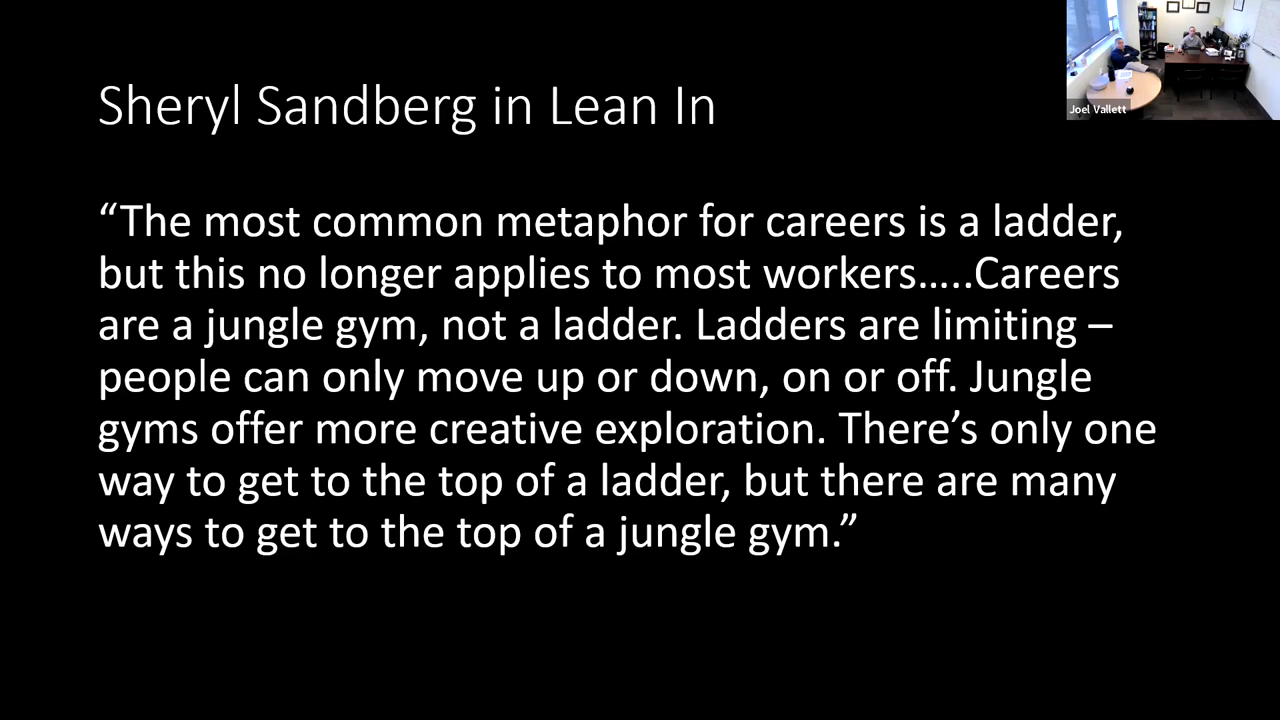 Sheryl Sandberg in Lean In
Joel Vallett
“The most common metaphor for careers is a ladder,
but this no longer applies to most workers…..Careers
are a jungle gym, not a ladder. Ladders are limiting –
people can only move up or down, on or off. Jungle
gyms offer more creative exploration. There’s only one
way to get to the top of a ladder, but there are many
ways to get to the top of a jungle gym.”